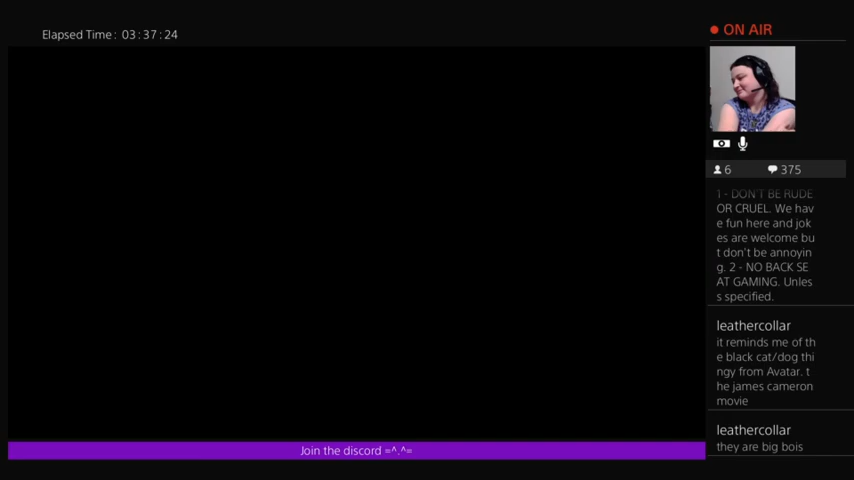 Elapsed Time: 03:37:24
ON AIR
6 375
1 - DON'T BE RUDE
OR CRUEL. We hav
e fun here and jok
es are welcome bu
t don't be annoyin
g. 2 - NO BACK SE
AT GAMING. Unles
s specified.
leathercollar
it reminds me of th
e black cat/dog thi
ngy from Avatar. t
he james cameron
movie
leathercollar
they are big bois
Join the discord =^.^=